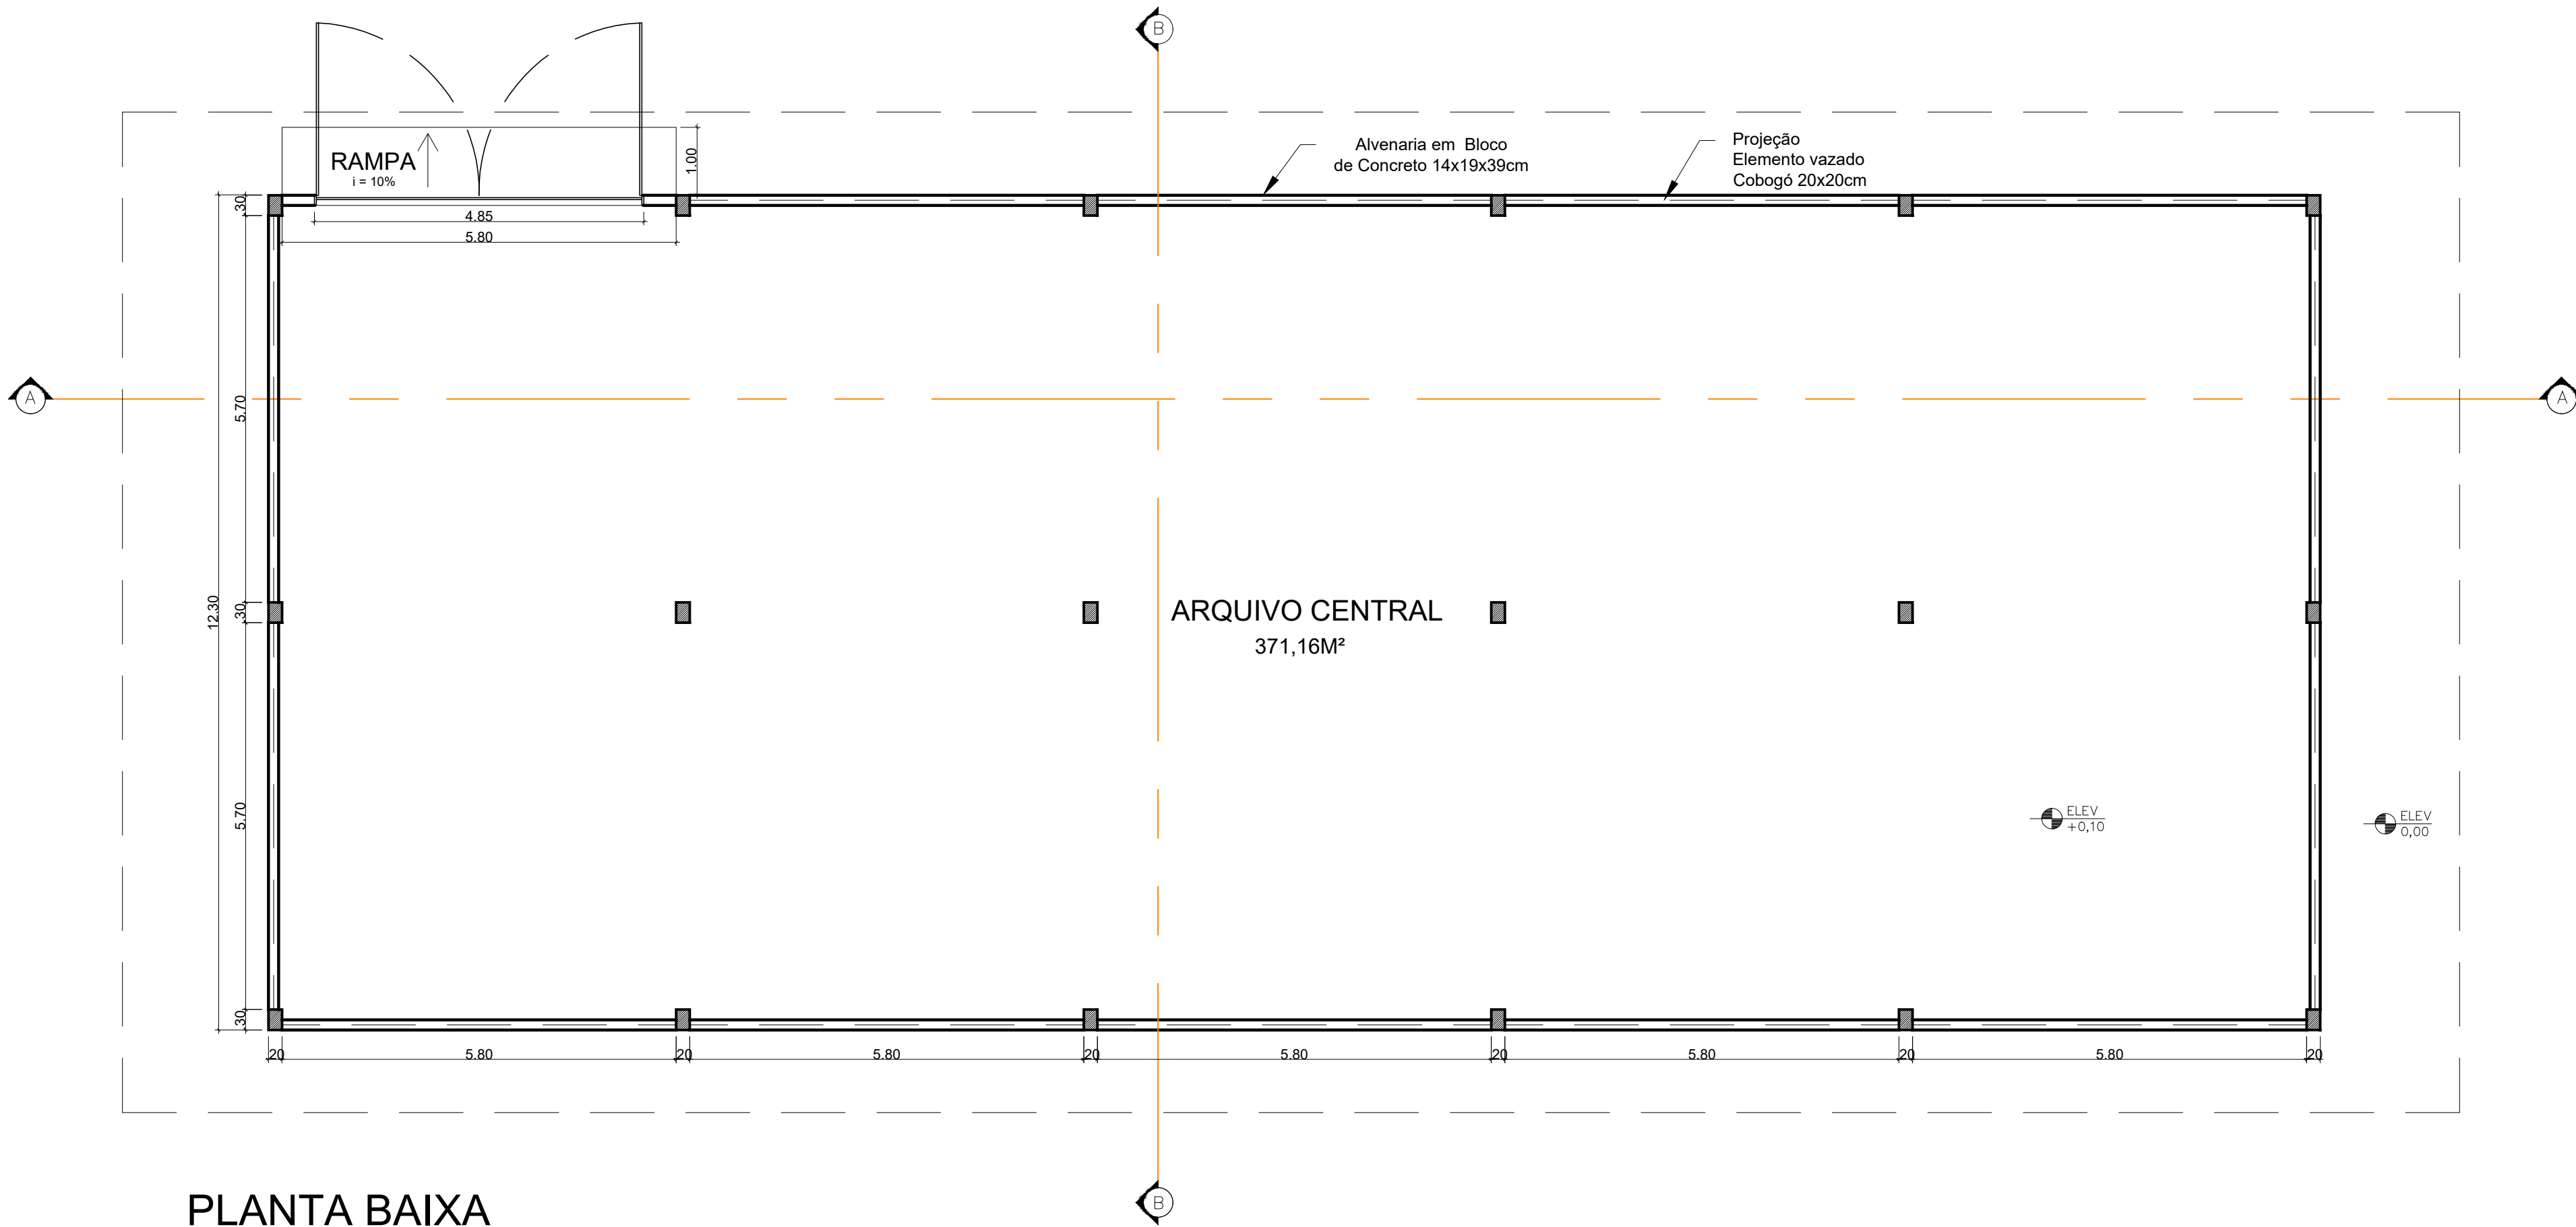 B
Alvenaria em Bloco
de Concreto 14x19x39cm
Projeção
Elemento vazado
Cobogó 20x20cm
RAMPA
i = 10%
1.00
30
4.85
5.80
A
A
5.70
12.30
30
ARQUIVO CENTRAL
371,16M²
5.70
ELEV
+0,10
ELEV
0,00
30
20
5.80
20
5.80
20
5.80
20
5.80
20
5.80
20
B
PLANTA BAIXA